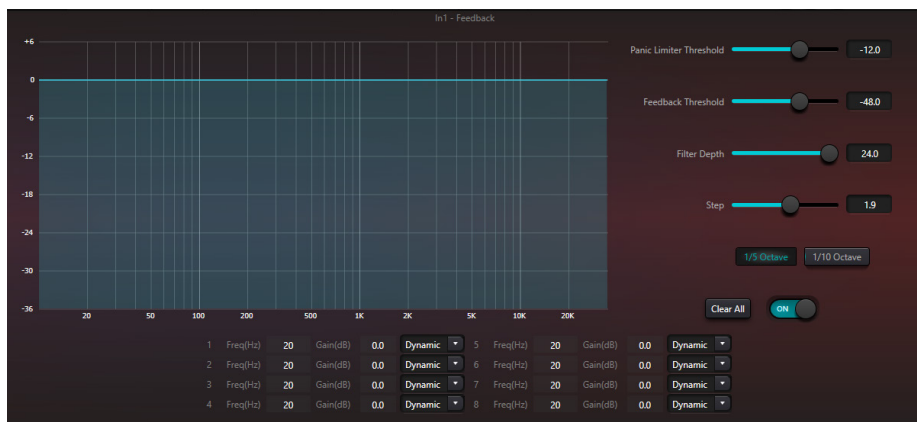 In1 - Feedback
+6
0
-6
-12
-18
-24
-30
-36
20 50 100 200 500 1K 2K 5K 10K 20K
Panic Limiter Threshold -12.0
Feedback Threshold -48.0
Filter Depth 24.0
Step 1.9
1/5 Octave 1/10 Octave
Clear All ON
1 Freq(Hz) 20 Gain(dB) 0.0 Dynamic 5 Freq(Hz) 20 Gain(dB) 0.0 Dynamic
2 Freq(Hz) 20 Gain(dB) 0.0 Dynamic 6 Freq(Hz) 20 Gain(dB) 0.0 Dynamic
3 Freq(Hz) 20 Gain(dB) 0.0 Dynamic 7 Freq(Hz) 20 Gain(dB) 0.0 Dynamic
4 Freq(Hz) 20 Gain(dB) 0.0 Dynamic 8 Freq(Hz) 20 Gain(dB) 0.0 Dynamic